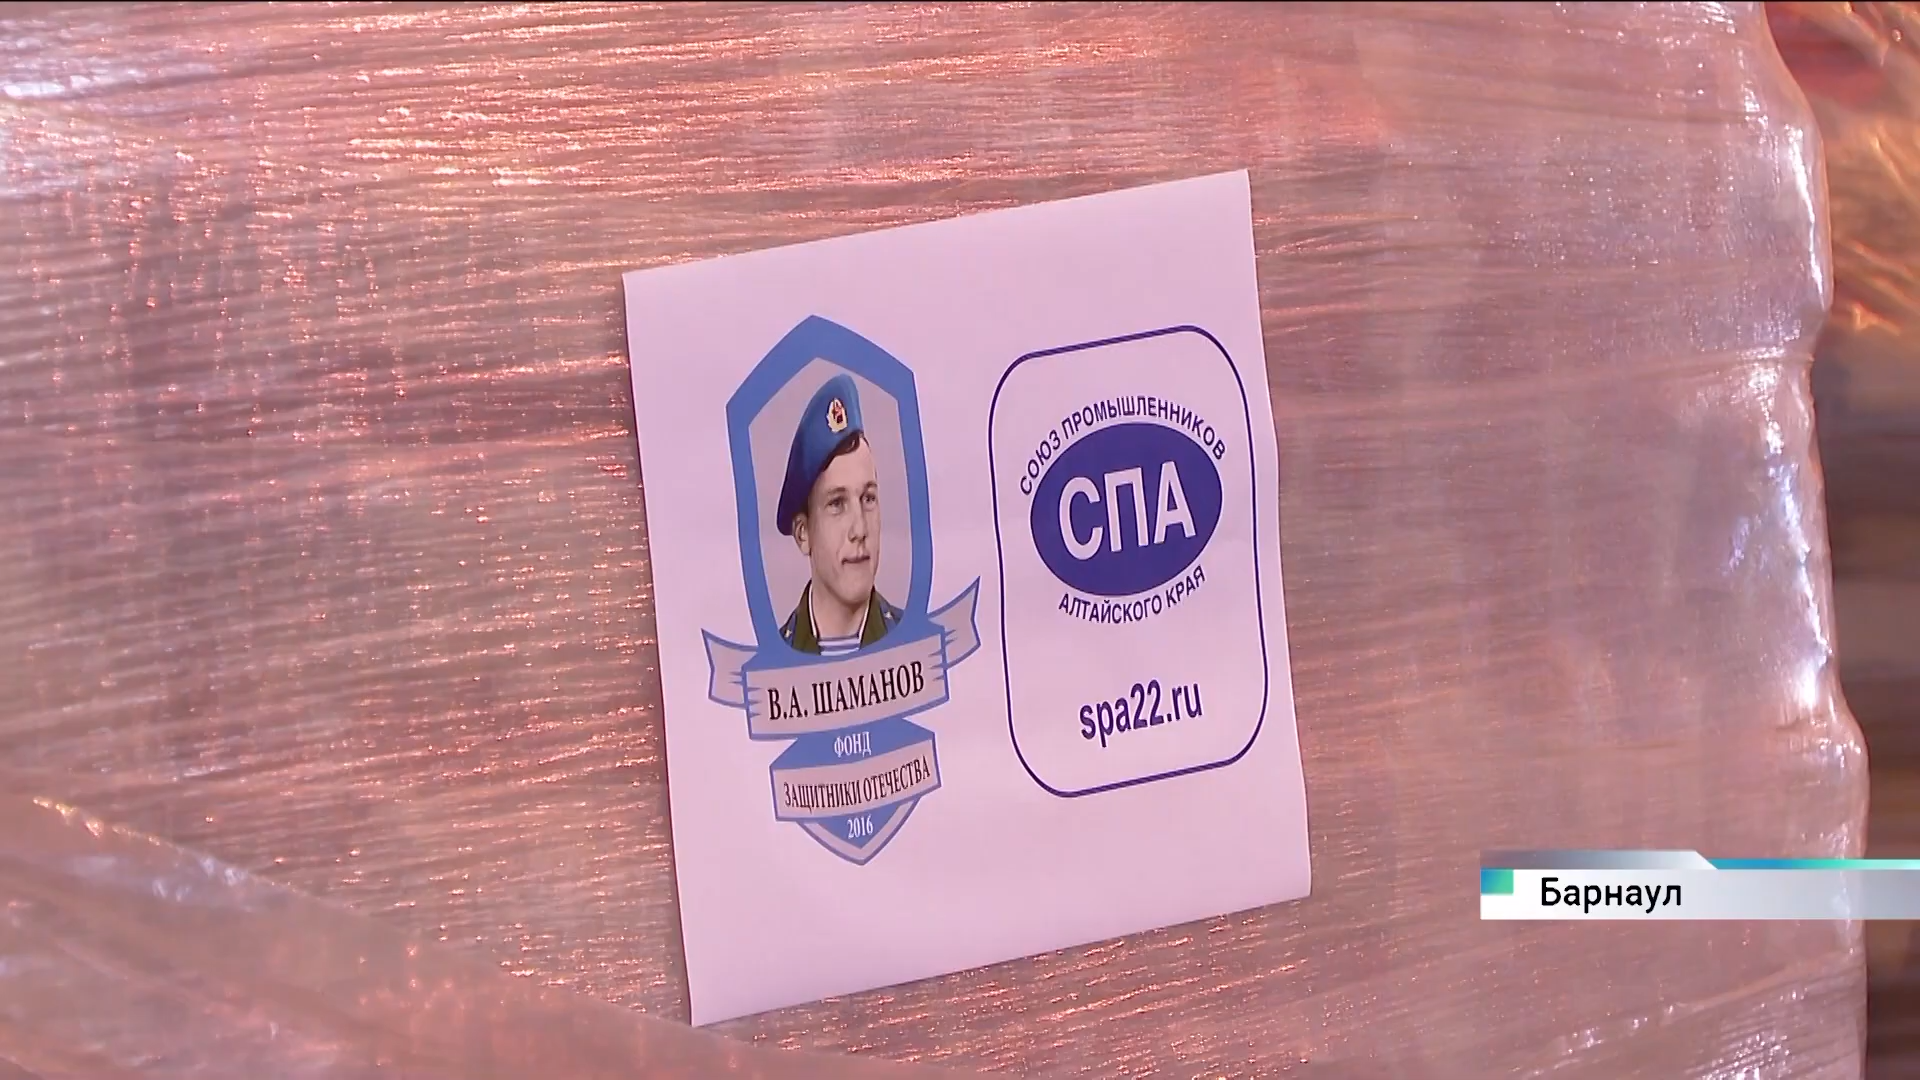 В.А. ШАМАНОВ
ФОНД
ЗАЩИТНИКИ ОТЕЧЕСТВА
2016
СОЮЗ ПРОМЫШЛЕННИКОВ
СПА
АЛТАЙСКОГО КРАЯ
spa22.ru
Барнаул